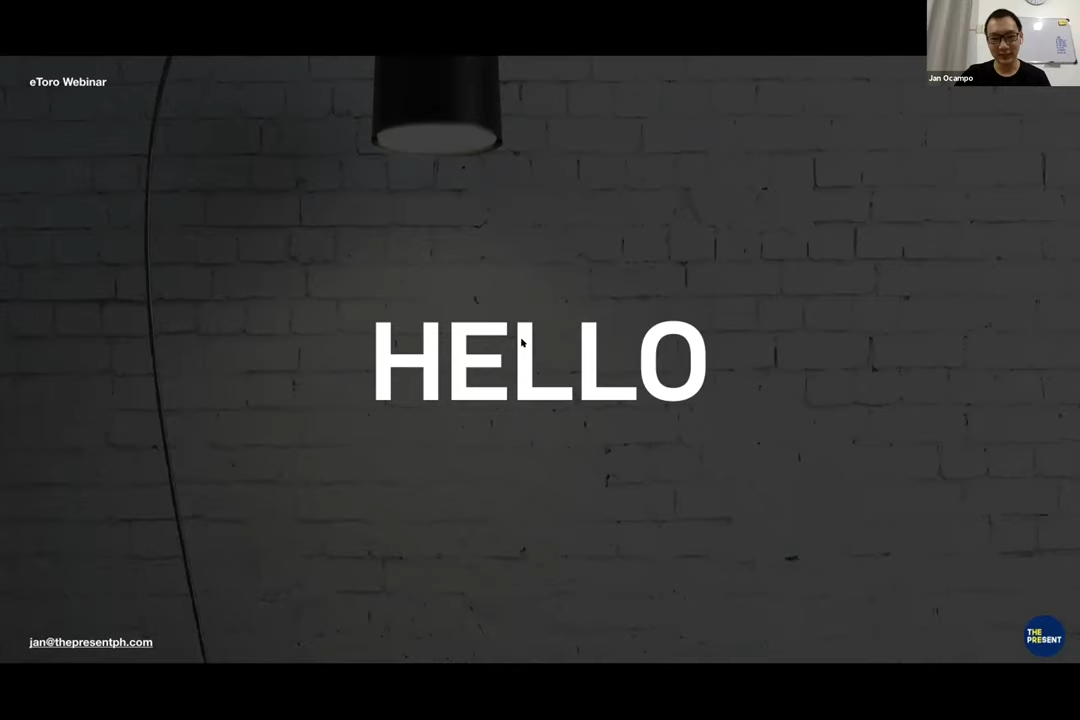 eToro Webinar
Jan Ocampo
HELLO
jan@thepresentph.com
THE
PRESENT